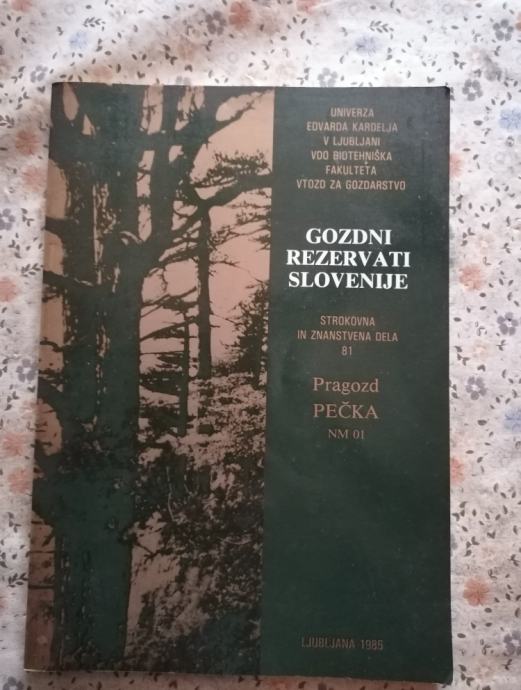 UNIVERZA
EDVARDA KARDELJA
V LJUBLJANI
VDO BIOTEHNIŠKA
FAKULTETA
VTOZD ZA GOZDARSTVO
GOZDNI
REZERVATI
SLOVENIJE
STROKOVNA
IN ZNANSTVENA DELA
81
Pragozd
PEČKA
NM 01
LJUBLJANA 1985